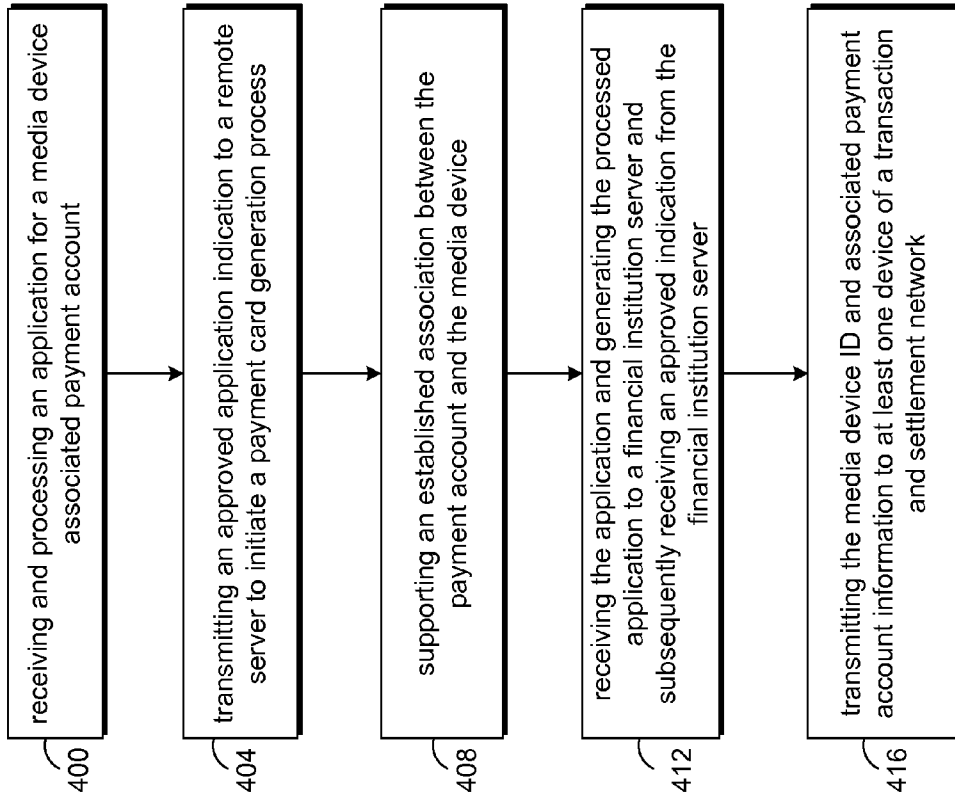 receiving and processing an application for a media device
associated payment account
400
transmitting an approved application indication to a remote
server to initiate a payment card generation process
404
supporting an established association between the
payment account and the media device
408
receiving the application and generating the processed
application to a financial institution server and
subsequently receiving an approved indication from the
financial institution server
412
transmitting the media device ID and associated payment
account information to at least one device of a transaction
and settlement network
416